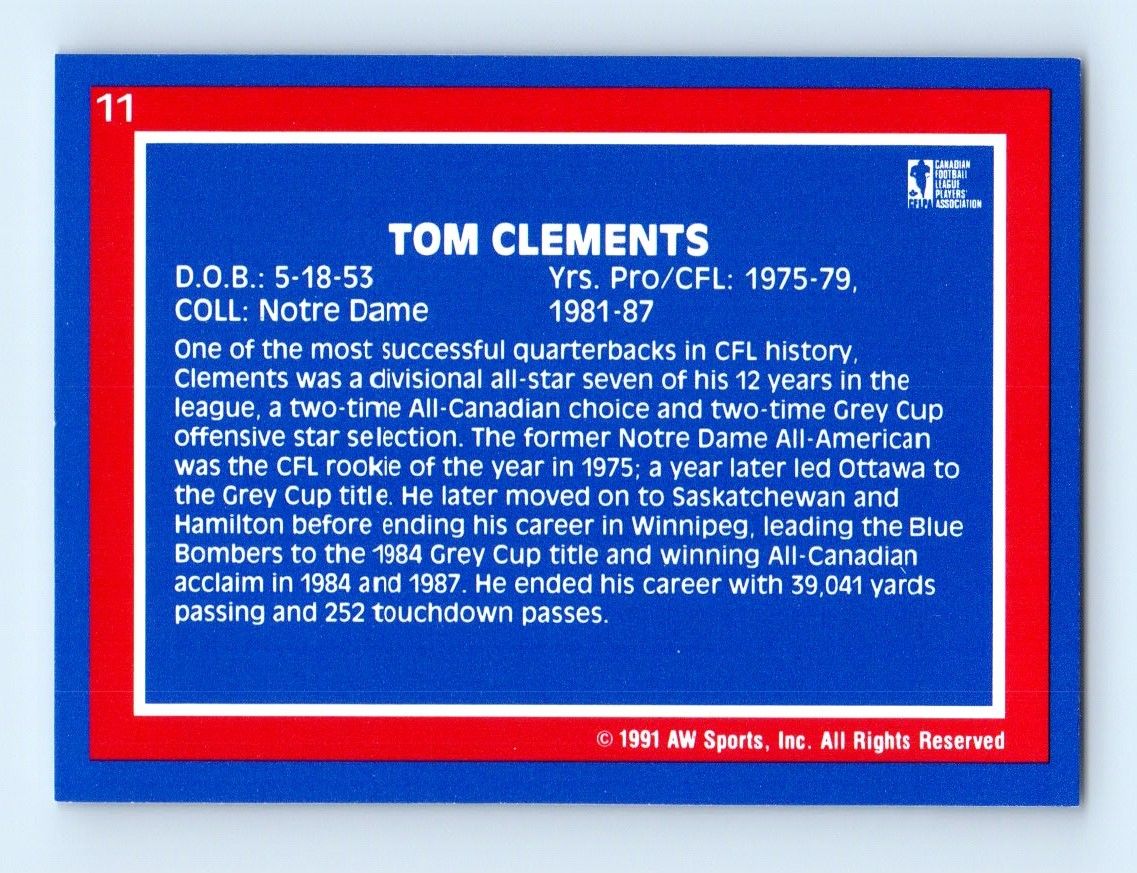 11
CANADIAN
FOOTBALL
LEAGUE
PLAYERS'
ASSOCIATION
CFLPA
TOM CLEMENTS
D.O.B.: 5-18-53 Yrs. Pro/CFL: 1975-79,
COLL: Notre Dame 1981-87
One of the most successful quarterbacks in CFL history,
Clements was a divisional all-star seven of his 12 years in the
league, a two-time All-Canadian choice and two-time Grey Cup
offensive star selection. The former Notre Dame All-American
was the CFL rookie of the year in 1975; a year later led Ottawa to
the Grey Cup title. He later moved on to Saskatchewan and
Hamilton before ending his career in Winnipeg, leading the Blue
Bombers to the 1984 Grey Cup title and winning All-Canadian
acclaim in 1984 and 1987. He ended his career with 39,041 yards
passing and 252 touchdown passes.
© 1991 AW Sports, Inc. All Rights Reserved